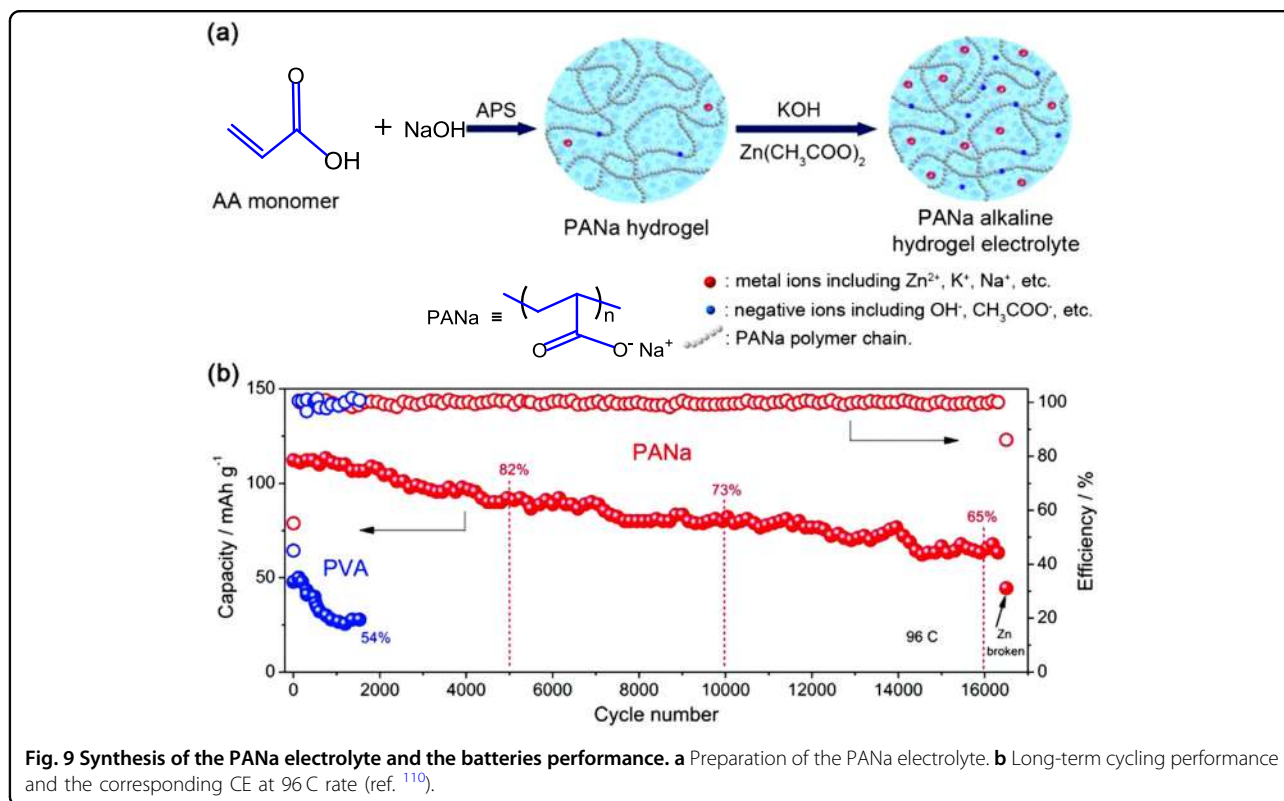 (a)
O
OH
AA monomer
+ NaOH
APS
PANa hydrogel
KOH
Zn(CH₃COO)₂
PANa alkaline
hydrogel electrolyte
PANa ≡ ( )n
O
O⁻ Na⁺
: metal ions including Zn²⁺, K⁺, Na⁺, etc.
: negative ions including OH⁻, CH₃COO⁻, etc.
: PANa polymer chain.
(b)
Capacity / mAh g⁻¹
150
100
50
0
PANa
PVA
54%
82%
73%
65%
96 C
Zn
broken
100
80
60
40
20
0
Efficiency / %
0 2000 4000 6000 8000 10000 12000 14000 16000
Cycle number
Fig. 9 Synthesis of the PANa electrolyte and the batteries performance. a Preparation of the PANa electrolyte. b Long-term cycling performance
and the corresponding CE at 96 C rate (ref. ¹¹⁰).